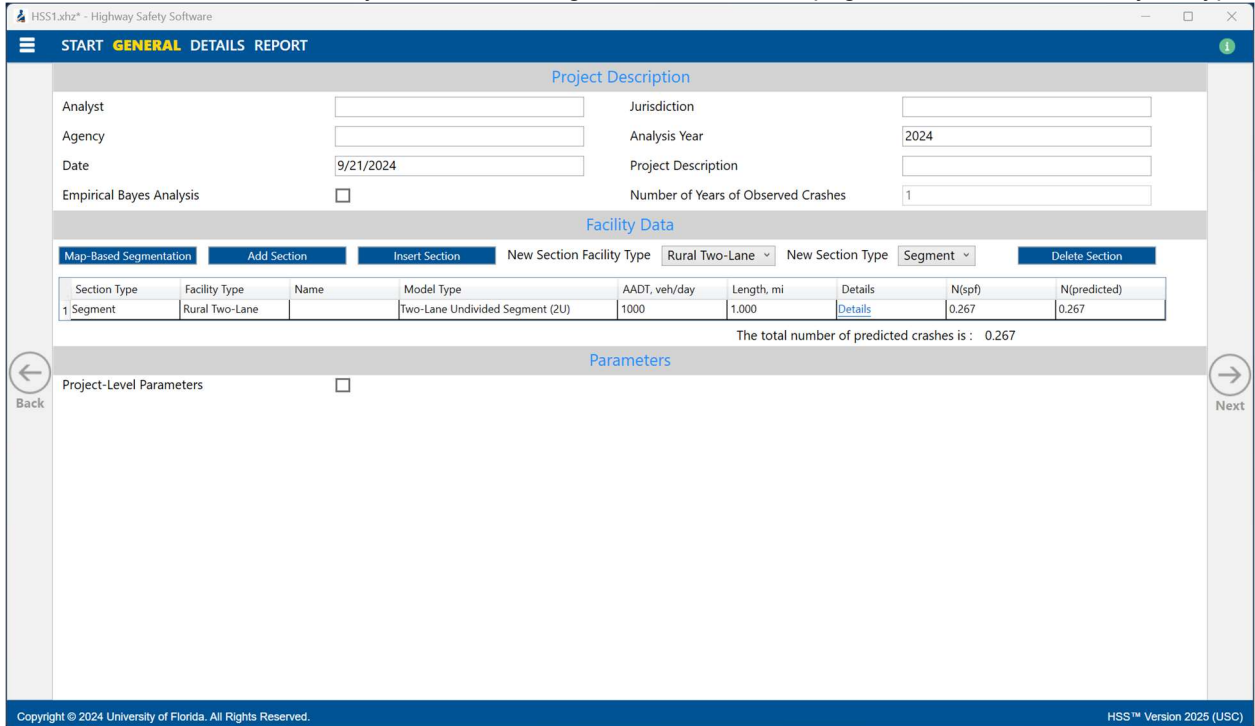 HSS1.xhz* - Highway Safety Software
START GENERAL DETAILS REPORT
Project Description
Analyst Jurisdiction
Agency Analysis Year 2024
Date 9/21/2024 Project Description
Empirical Bayes Analysis Number of Years of Observed Crashes 1
Facility Data
Map-Based Segmentation Add Section Insert Section New Section Facility Type Rural Two-Lane New Section Type Segment Delete Section
Section Type Facility Type Name Model Type AADT, veh/day Length, mi Details N(spf) N(predicted)
1 Segment Rural Two-Lane Two-Lane Undivided Segment (2U) 1000 1.000 Details 0.267 0.267
The total number of predicted crashes is : 0.267
Parameters
Project-Level Parameters
Back Next
Copyright © 2024 University of Florida. All Rights Reserved. HSS™ Version 2025 (USC)